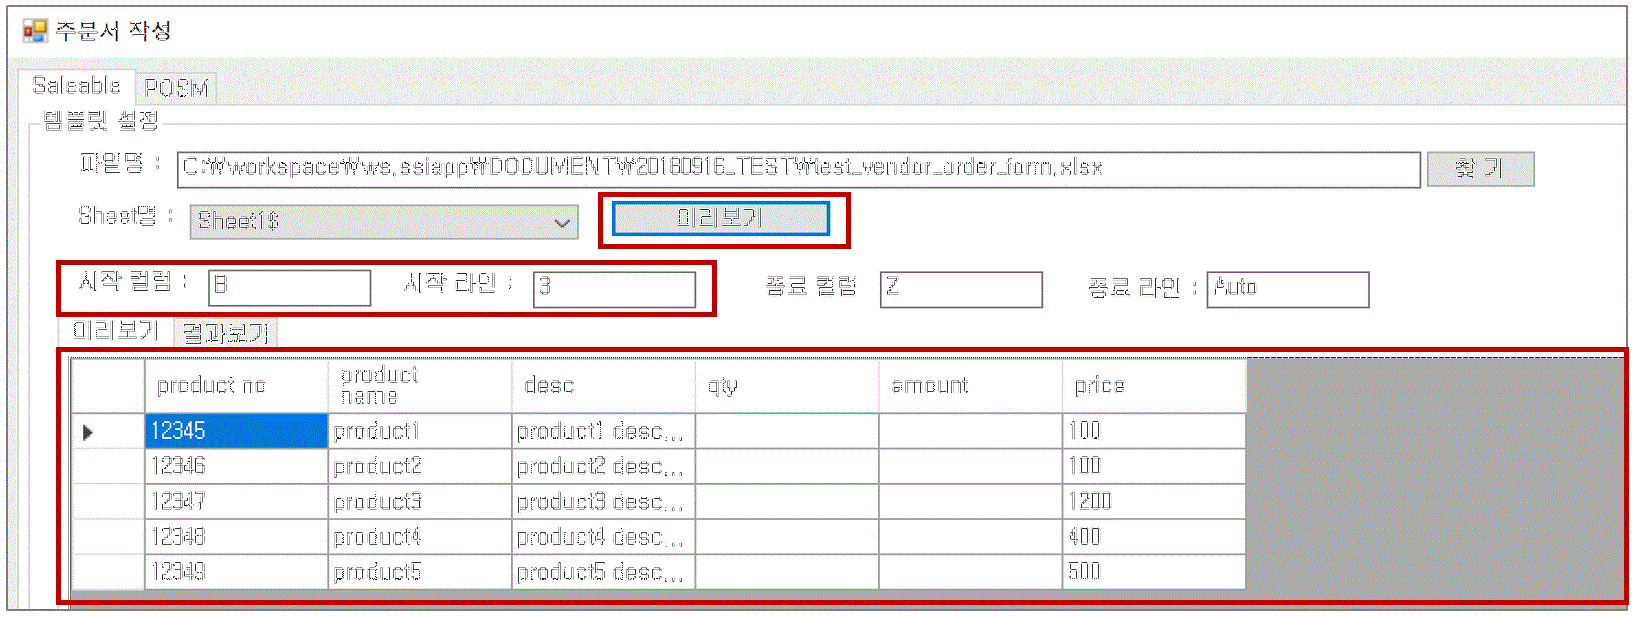 주문서 작성
Saleable POSM
템플릿 설정
파일명 : C:\workspace\ws.ssiapp\DODUMENT\20180916_TEST\test_vendor_order_form.xlsx 찾 기
Sheet명 : Sheet1$ 미리보기
시작 컬럼 : B 시작 라인 : 3 종료 컬럼 Z 종료 라인 : Auto
미리보기 결과보기
product no product name desc qty amount price
12345 product1 product1 desc... 100
12346 product2 product2 desc... 100
12347 product3 product3 desc... 1200
12348 product4 product4 desc... 400
12349 product5 product5 desc... 500